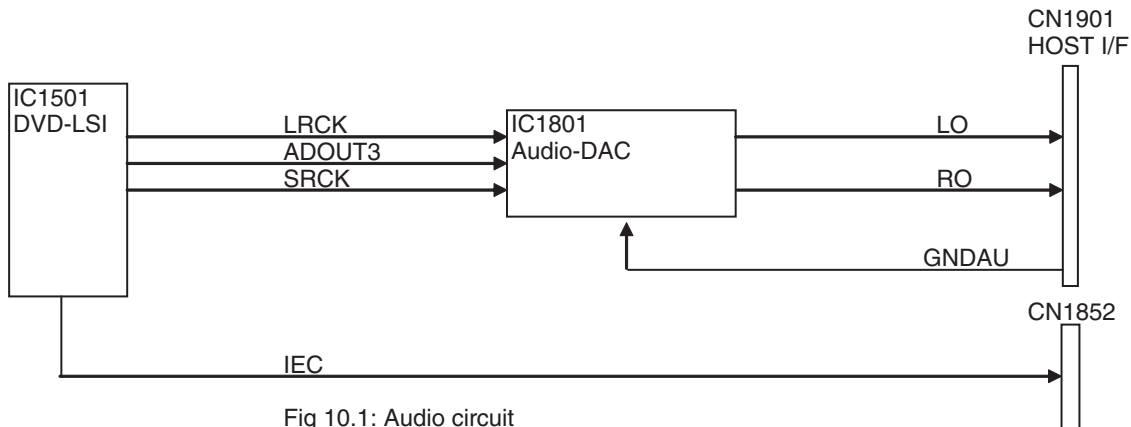 CN1901
HOST I/F
IC1501
DVD-LSI
LRCK
ADOUT3
SRCK
IC1801
Audio-DAC
LO
RO
GNDAU
CN1852
IEC
Fig 10.1: Audio circuit